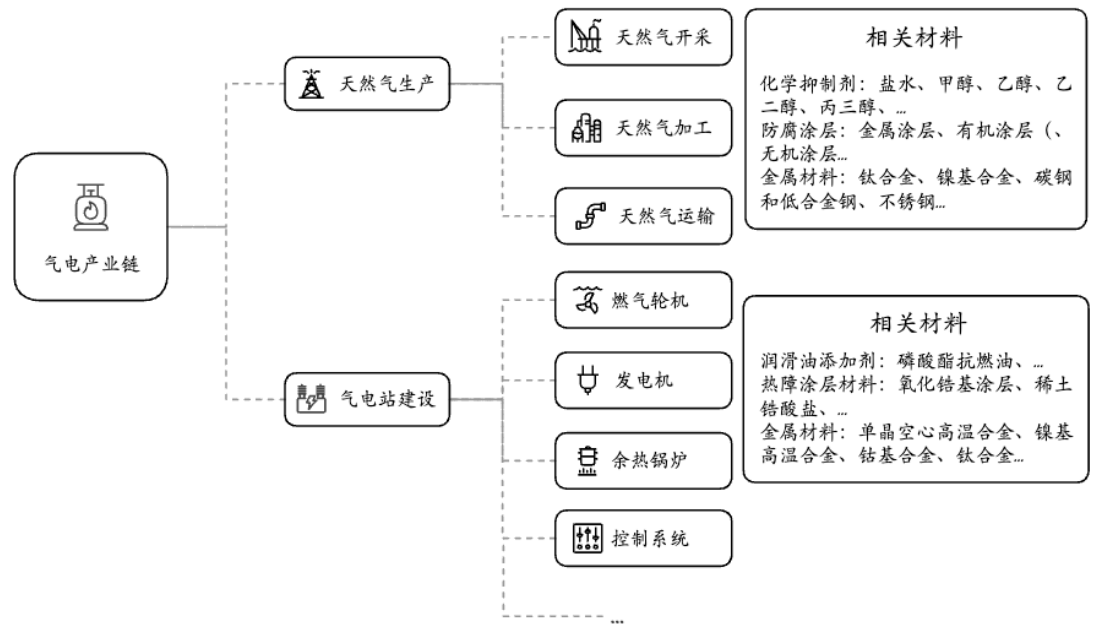 气电产业链
天然气生产
天然气开采
天然气加工
天然气运输
相关材料
化学抑制剂：盐水、甲醇、乙醇、乙
二醇、丙三醇、…
防腐涂层：金属涂层、有机涂层（、
无机涂层…
金属材料：钛合金、镍基合金、碳钢
和低合金钢、不锈钢…
气电站建设
燃气轮机
发电机
余热锅炉
控制系统
…
相关材料
润滑油添加剂：磷酸酯抗燃油、…
热障涂层材料：氧化锆基涂层、稀土
锆酸盐、…
金属材料：单晶空心高温合金、镍基
高温合金、钴基合金、钛合金…